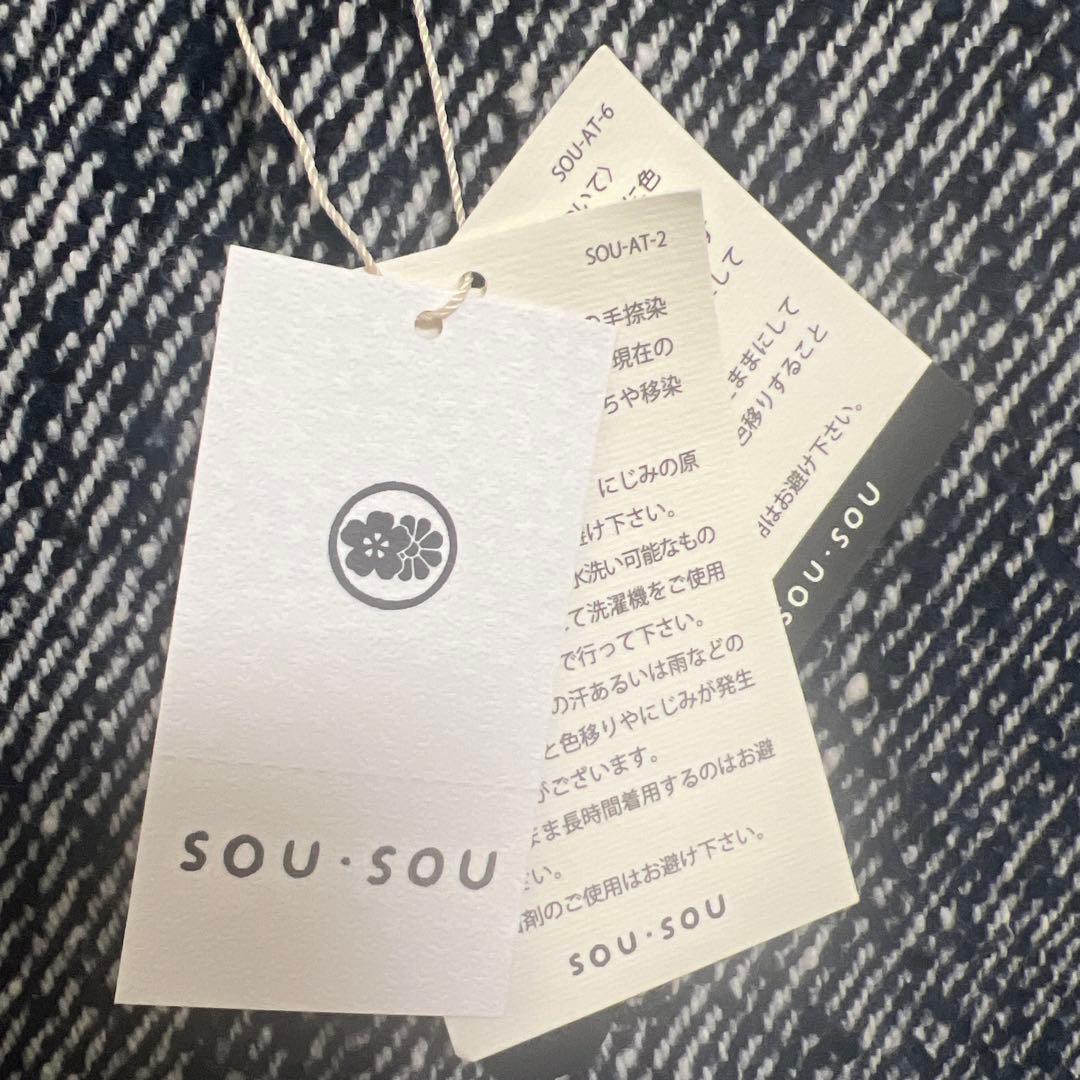 SOU・SOU
SOU-AT-2
の手捺染
現在の
ちや移染
にじみの原
避け下さい。
水洗い可能なもの
て洗濯機をご使用
で行って下さい。
の汗あるいは雨などの
と色移りやにじみが発生
がございます。
まま長時間着用するのはお避
さい。
剤のご使用はお避け下さい。
SOU・SOU
SOU-AT-6
いて〉
に色
して
ままにして
色移りすること
はお避け下さい。
SOU・SOU